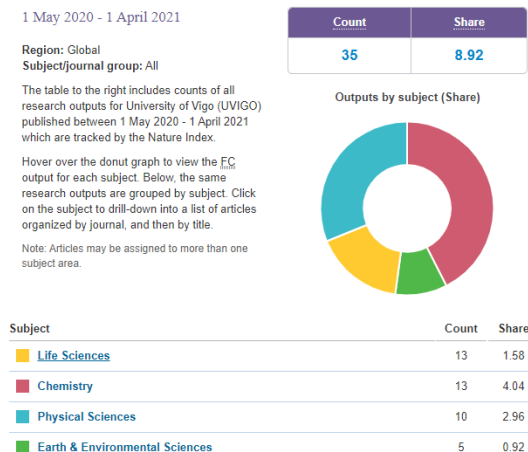 1 May 2020 - 1 April 2021
Region: Global
Subject/journal group: All
The table to the right includes counts of all
research outputs for University of Vigo (UVIGO)
published between 1 May 2020 - 1 April 2021
which are tracked by the Nature Index.
Hover over the donut graph to view the FC
output for each subject. Below, the same
research outputs are grouped by subject. Click
on the subject to drill-down into a list of articles
organized by journal, and then by title.
Note: Articles may be assigned to more than one
subject area.
Count Share
35 8.92
Outputs by subject (Share)
Subject Count Share
Life Sciences 13 1.58
Chemistry 13 4.04
Physical Sciences 10 2.96
Earth & Environmental Sciences 5 0.92